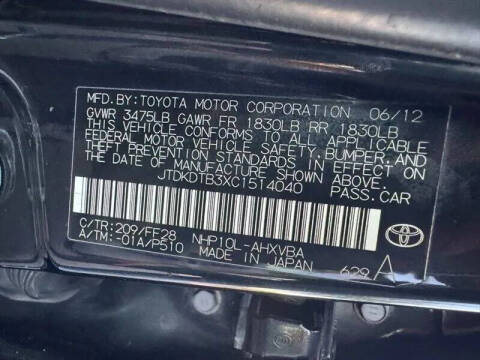 MFD.BY:TOYOTA MOTOR CORPORATION 06/12
GVWR 3475LB GAWR FR 1830LB RR 1830LB
THIS VEHICLE CONFORMS TO ALL APPLICABLE
FEDERAL MOTOR VEHICLE SAFETY,BUMPER,AND
THEFT PREVENTION STANDARDS IN EFFECT ON
THE DATE OF MANUFACTURE SHOWN ABOVE.
JTDKDTB3XC1514040 PASS.CAR
C/TR:209/FF28
A/TM:-01A/P510 NHP10L-AHXVBA
MADE IN JAPAN 629 A